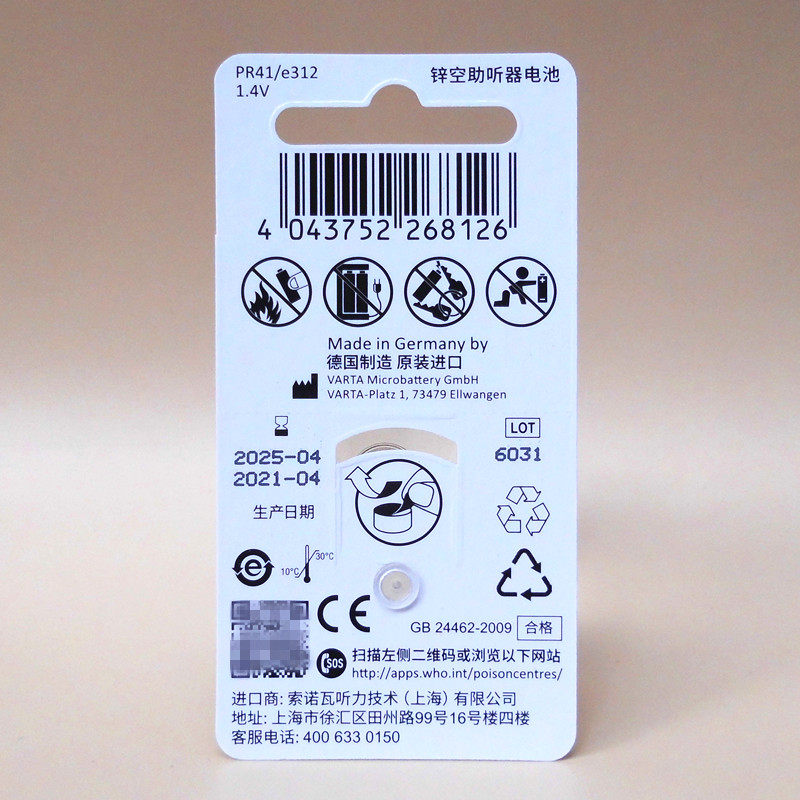 PR41/e312
锌空助听器电池
1.4V
4 043752 268126
Made in Germany by
德国制造 原装进口
VARTA Microbattery GmbH
VARTA-Platz 1, 73479 Ellwangen
LOT
2025-04
6031
2021-04
生产日期
e
10°C
30°C
CE
GB 24462-2009
合格
SOS
扫描左侧二维码或浏览以下网站
http://apps.who.int/poisoncentres/
进口商: 索诺瓦听力技术（上海）有限公司
地址: 上海市徐汇区田州路99号16号楼四楼
客服电话: 400 633 0150